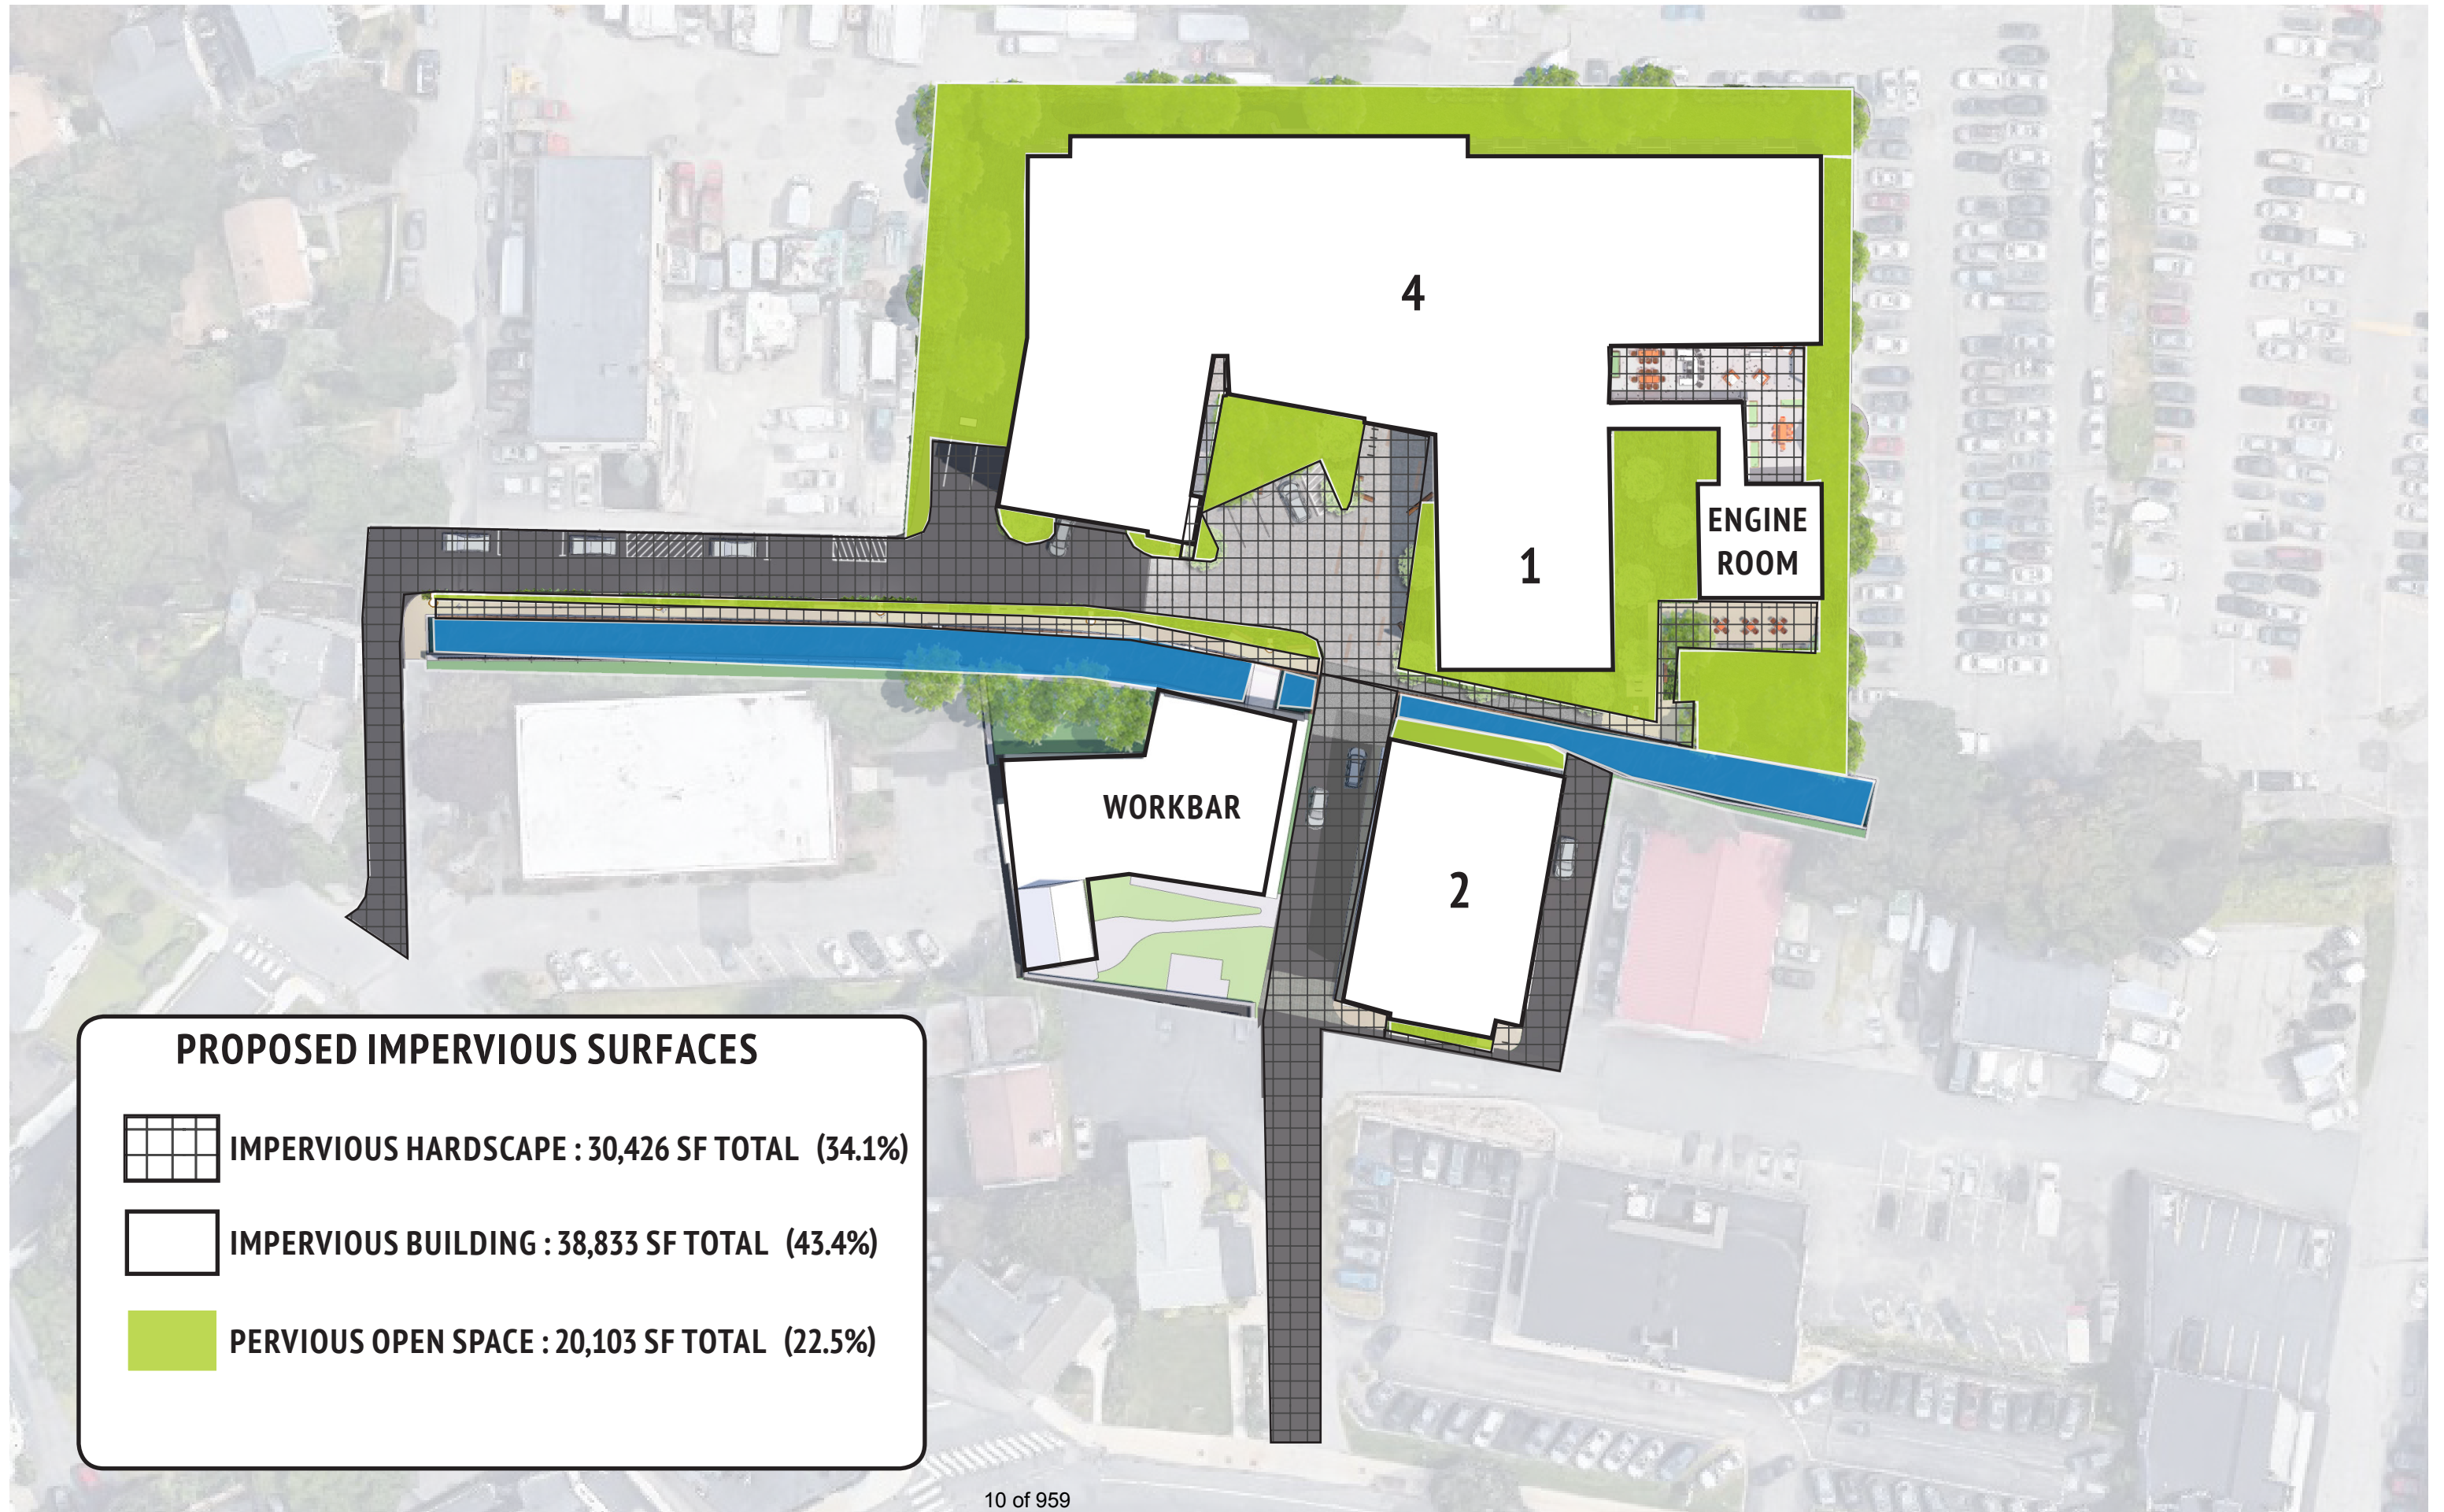 4
1
ENGINE
ROOM
WORKBAR
2
PROPOSED IMPERVIOUS SURFACES
IMPERVIOUS HARDSCAPE : 30,426 SF TOTAL (34.1%)
IMPERVIOUS BUILDING : 38,833 SF TOTAL (43.4%)
PERVIOUS OPEN SPACE : 20,103 SF TOTAL (22.5%)
10 of 959